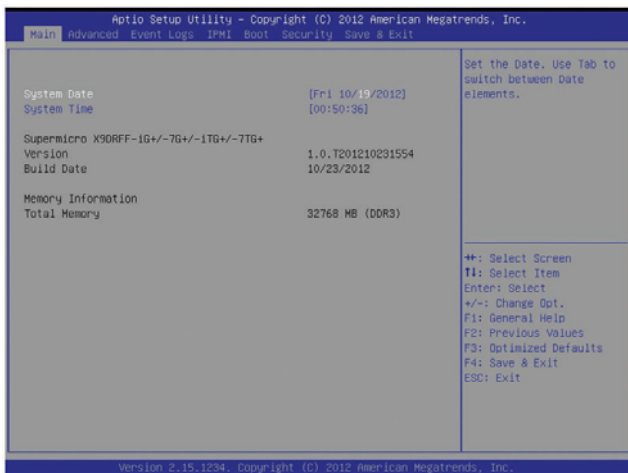 Aptio Setup Utility – Copyright (C) 2012 American Megatrends, Inc.
Main Advanced Event Logs IPMI Boot Security Save & Exit
Set the Date. Use Tab to
switch between Date
elements.
System Date [Fri 10/19/2012]
System Time [00:50:36]
Supermicro X9DRFF-iG+/-7G+/-iTG+/-7TG+
Version 1.0.T201210231554
Build Date 10/23/2012
Memory Information
Total Memory 32768 MB (DDR3)
→←: Select Screen
↑↓: Select Item
Enter: Select
+/-: Change Opt.
F1: General Help
F2: Previous Values
F3: Optimized Defaults
F4: Save & Exit
ESC: Exit
Version 2.15.1234. Copyright (C) 2012 American Megatrends, Inc.